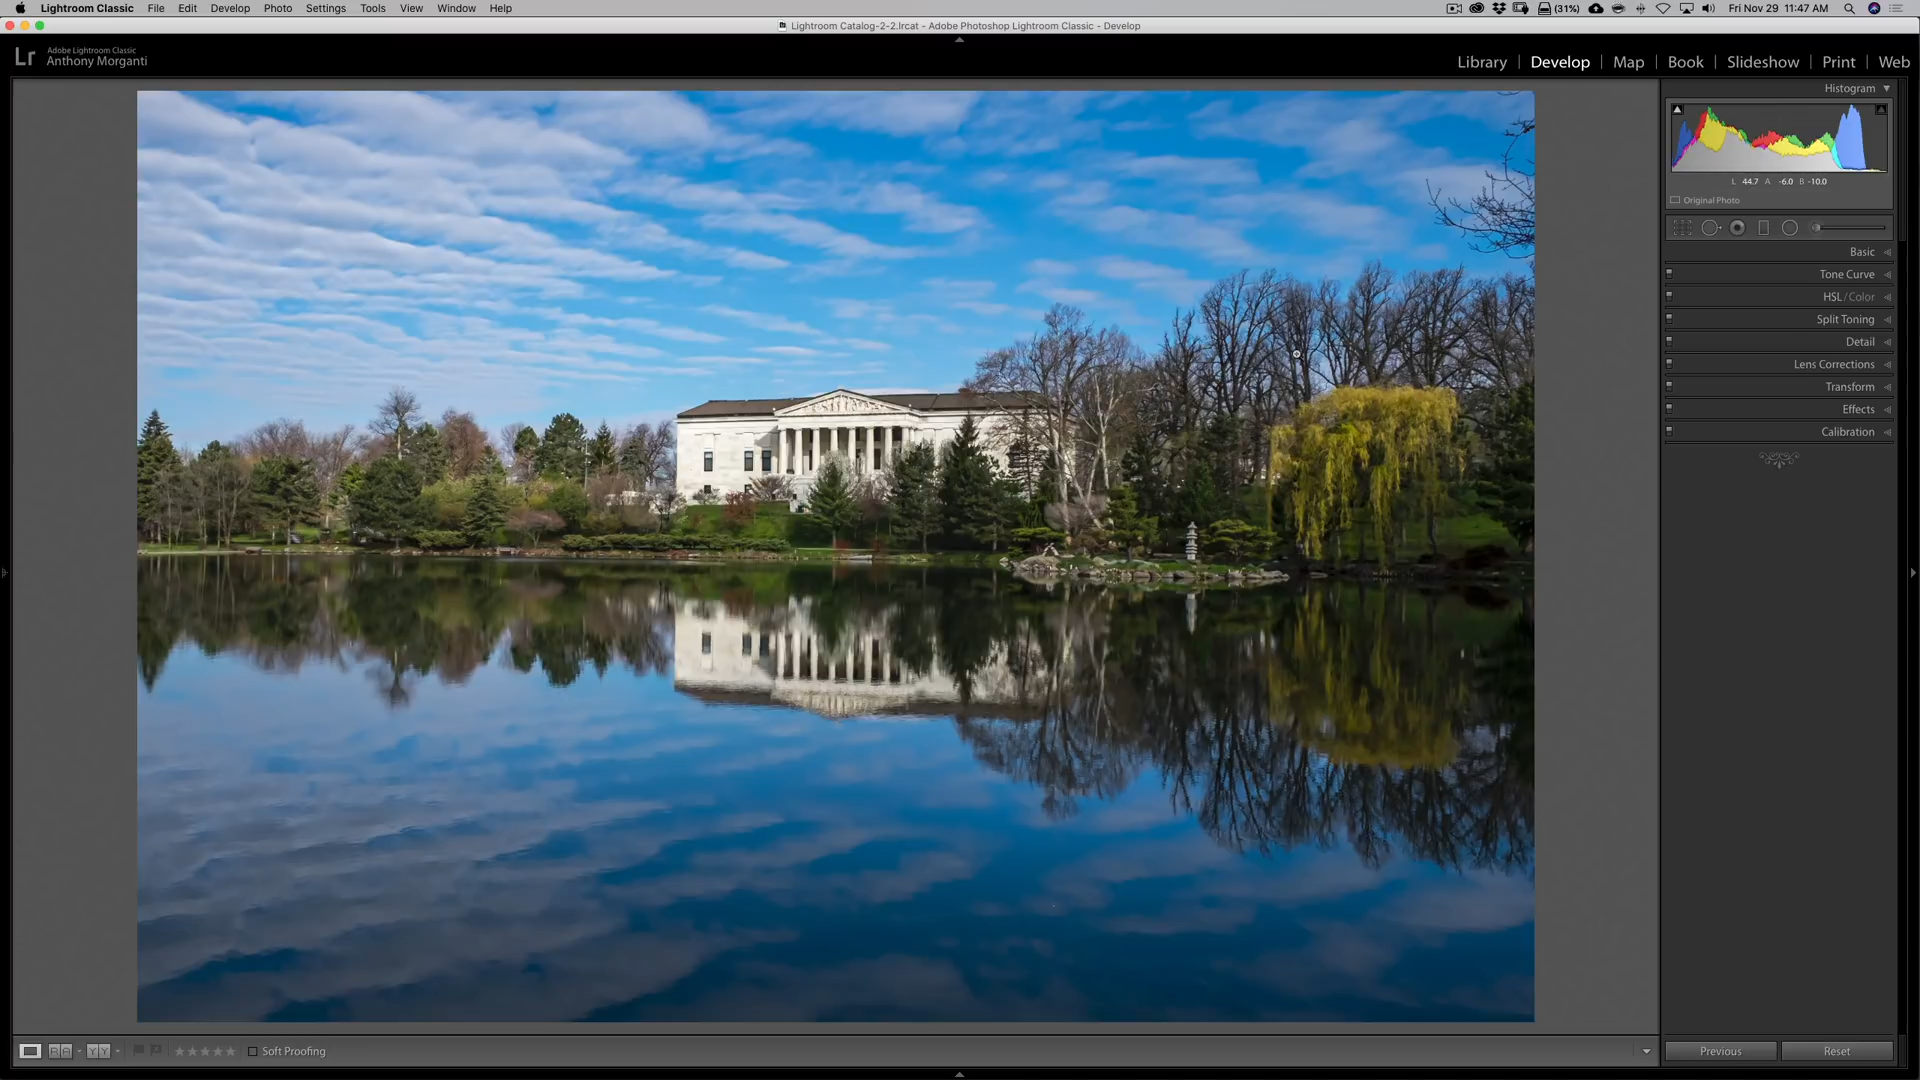 Lightroom Classic File Edit Develop Photo Settings Tools View Window Help (31%) Fri Nov 29 11:47 AM
Lightroom Catalog-2-2.lrcat - Adobe Photoshop Lightroom Classic - Develop
Lr Adobe Lightroom Classic
Anthony Morganti
Library | Develop | Map | Book | Slideshow | Print | Web
Histogram
L 44.7 A -6.0 B -10.0
Original Photo
Basic
Tone Curve
HSL / Color
Split Toning
Detail
Lens Corrections
Transform
Effects
Calibration
R A Y Y Soft Proofing
Previous Reset